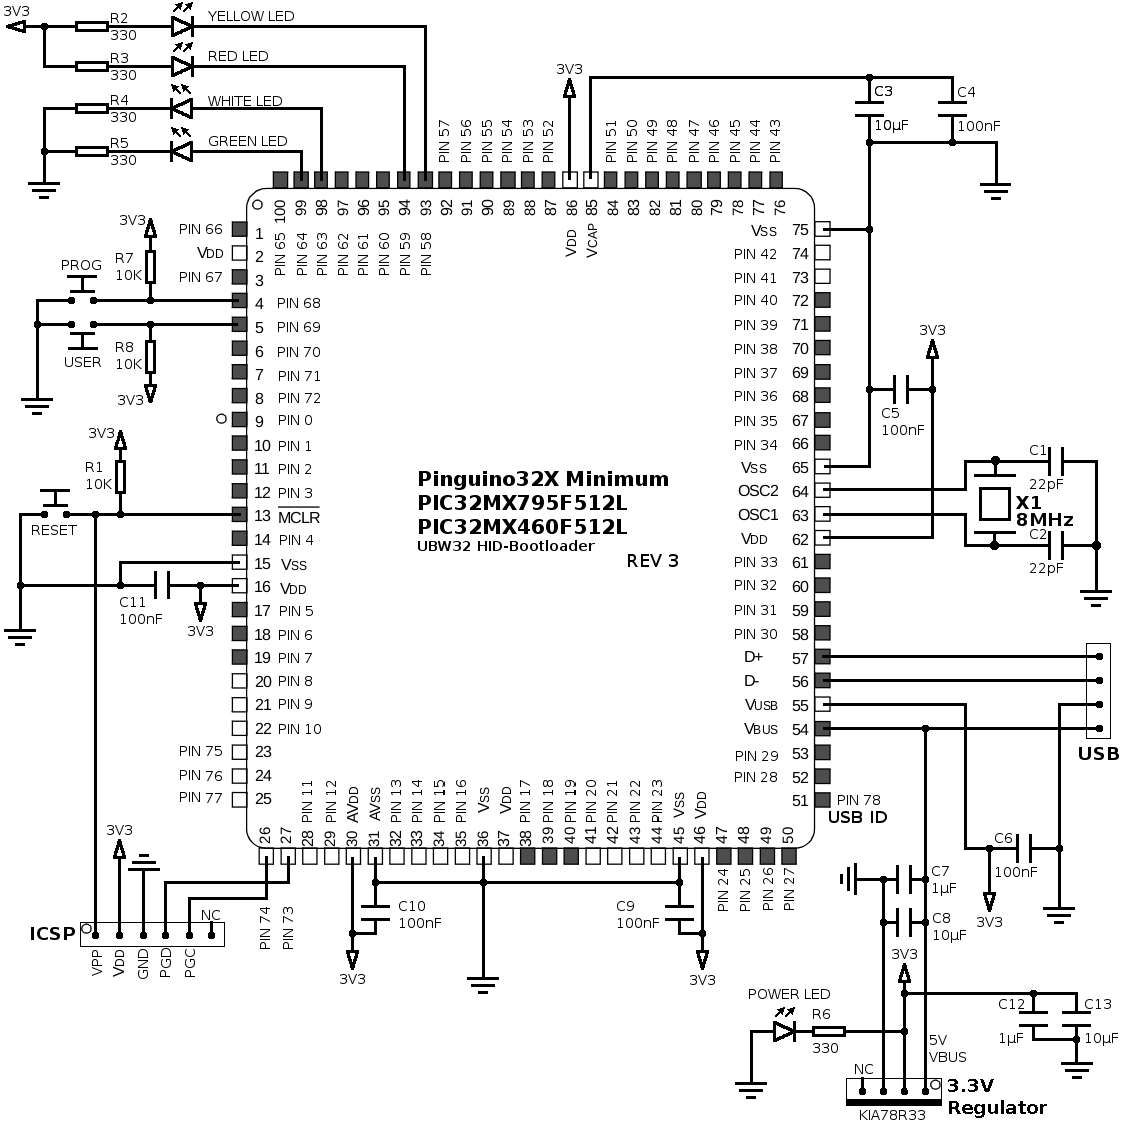 3V3
R2
330
YELLOW LED
R3
330
RED LED
R4
330
WHITE LED
R5
330
GREEN LED
3V3
C3
10µF
C4
100nF
PIN 57
PIN 56
PIN 55
PIN 54
PIN 53
PIN 52
PIN 51
PIN 50
PIN 49
PIN 48
PIN 47
PIN 46
PIN 45
PIN 44
PIN 43
100
99
98
97
96
95
94
93
92
91
90
89
88
87
86
85
84
83
82
81
80
79
78
77
76
PIN 65
PIN 64
PIN 63
PIN 62
PIN 61
PIN 60
PIN 59
PIN 58
VDD
VCAP
PIN 66
1
VDD
2
PIN 67
3
4 PIN 68
5 PIN 69
6 PIN 70
7 PIN 71
8 PIN 72
9 PIN 0
10 PIN 1
11 PIN 2
12 PIN 3
13 MCLR
14 PIN 4
15 VSS
16 VDD
17 PIN 5
18 PIN 6
19 PIN 7
20 PIN 8
21 PIN 9
22 PIN 10
PIN 75
23
PIN 76
24
PIN 77
25
3V3
R7
10K
PROG
USER
R8
10K
3V3
3V3
R1
10K
RESET
C11
100nF
3V3
Pinguino32X Minimum
PIC32MX795F512L
PIC32MX460F512L
UBW32 HID-Bootloader
REV 3
VSS 75
PIN 42 74
PIN 41 73
PIN 40 72
PIN 39 71
PIN 38 70
PIN 37 69
PIN 36 68
PIN 35 67
PIN 34 66
VSS 65
OSC2 64
OSC1 63
VDD 62
PIN 33 61
PIN 32 60
PIN 31 59
PIN 30 58
D+ 57
D- 56
VUSB 55
VBUS 54
PIN 29 53
PIN 28 52
51 PIN 78
USB ID
3V3
C5
100nF
C1
22pF
X1
8MHz
C2
22pF
USB
PIN 11
PIN 12
AVDD
AVSS
PIN 13
PIN 14
PIN 15
PIN 16
VSS
VDD
PIN 17
PIN 18
PIN 19
PIN 20
PIN 21
PIN 22
PIN 23
VSS
VDD
26
27
28
29
30
31
32
33
34
35
36
37
38
39
40
41
42
43
44
45
46
47
48
49
50
PIN 74
PIN 73
PIN 24
PIN 25
PIN 26
PIN 27
3V3
ICSP
NC
VPP
VDD
GND
PGD
PGC
C10
100nF
3V3
C9
100nF
3V3
C6
100nF
3V3
C7
1µF
C8
10µF
3V3
POWER LED
R6
330
C12
1µF
C13
10µF
5V
VBUS
NC
3.3V
Regulator
KIA78R33